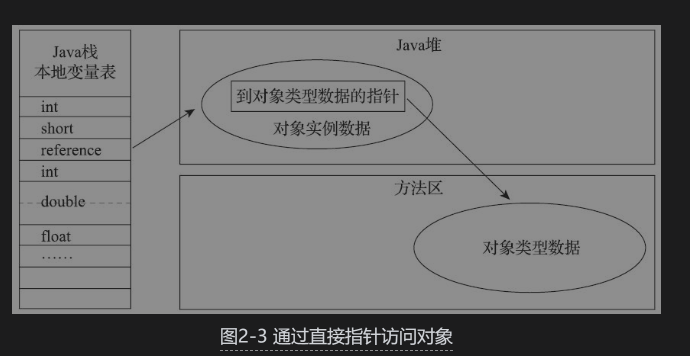 Java栈
本地变量表
int
short
reference
int
double
float
……
Java堆
到对象类型数据的指针
对象实例数据
方法区
对象类型数据
图2-3 通过直接指针访问对象